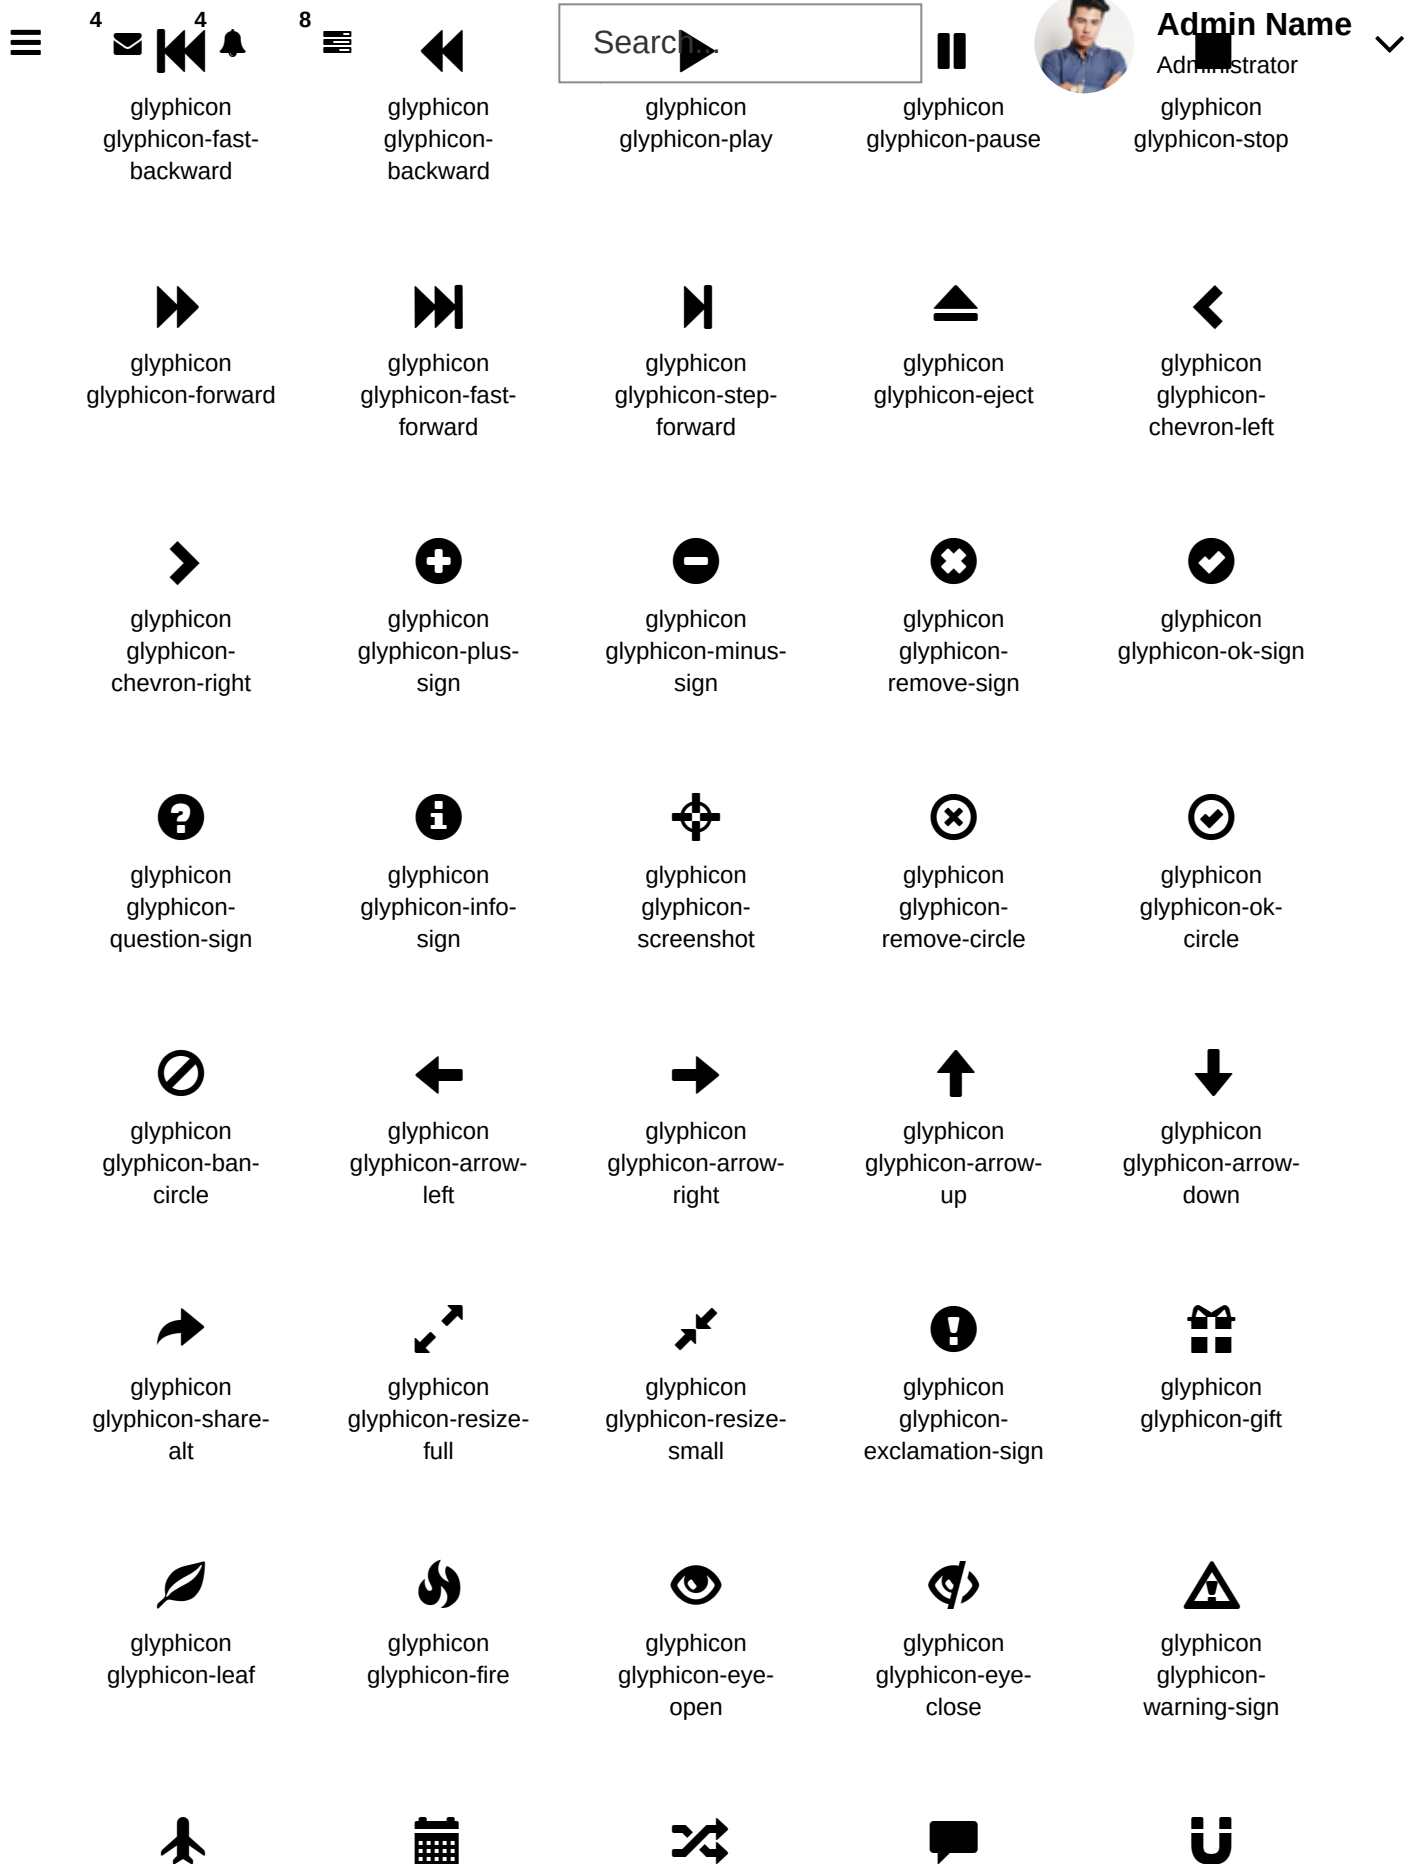 4
4
8
Search...
Admin Name
Administrator
glyphicon
glyphicon-fast-
backward
glyphicon
glyphicon-
backward
glyphicon
glyphicon-play
glyphicon
glyphicon-pause
glyphicon
glyphicon-stop
glyphicon
glyphicon-forward
glyphicon
glyphicon-fast-
forward
glyphicon
glyphicon-step-
forward
glyphicon
glyphicon-eject
glyphicon
glyphicon-
chevron-left
glyphicon
glyphicon-
chevron-right
glyphicon
glyphicon-plus-
sign
glyphicon
glyphicon-minus-
sign
glyphicon
glyphicon-
remove-sign
glyphicon
glyphicon-ok-sign
glyphicon
glyphicon-
question-sign
glyphicon
glyphicon-info-
sign
glyphicon
glyphicon-
screenshot
glyphicon
glyphicon-
remove-circle
glyphicon
glyphicon-ok-
circle
glyphicon
glyphicon-ban-
circle
glyphicon
glyphicon-arrow-
left
glyphicon
glyphicon-arrow-
right
glyphicon
glyphicon-arrow-
up
glyphicon
glyphicon-arrow-
down
glyphicon
glyphicon-share-
alt
glyphicon
glyphicon-resize-
full
glyphicon
glyphicon-resize-
small
glyphicon
glyphicon-
exclamation-sign
glyphicon
glyphicon-gift
glyphicon
glyphicon-leaf
glyphicon
glyphicon-fire
glyphicon
glyphicon-eye-
open
glyphicon
glyphicon-eye-
close
glyphicon
glyphicon-
warning-sign